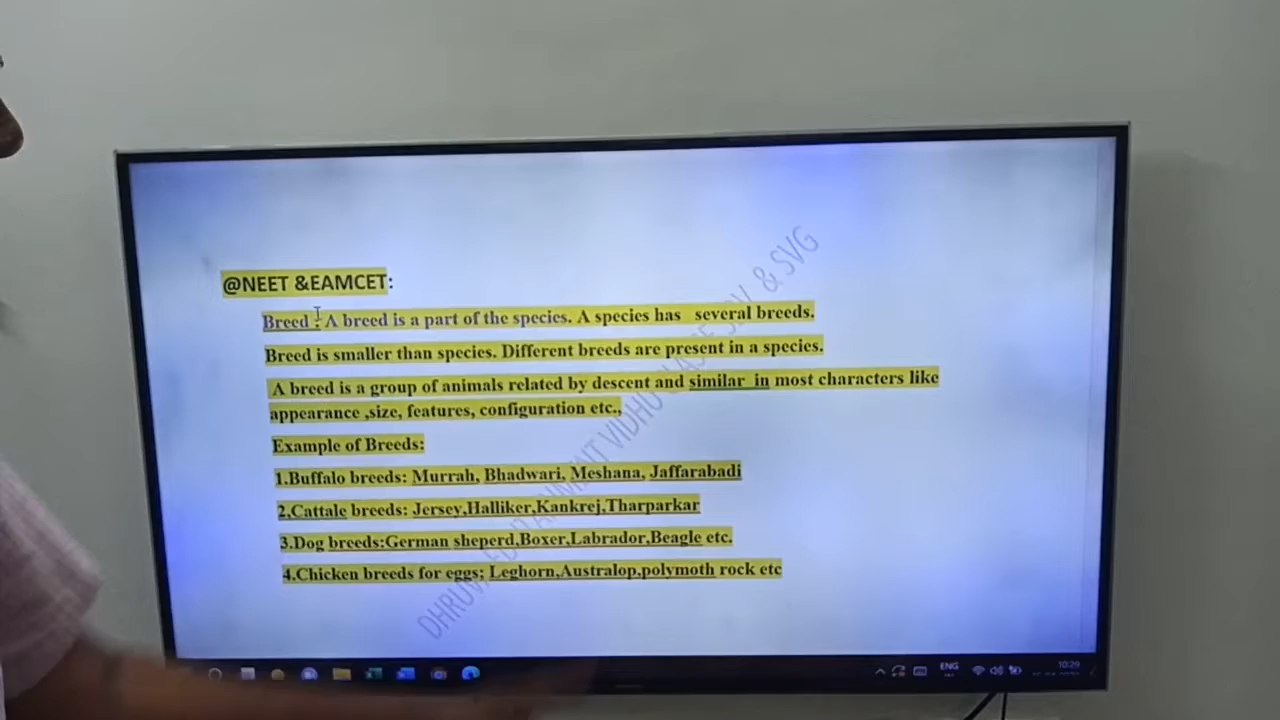 @NEET &EAMCET:
Breed : A breed is a part of the species. A species has several breeds.
Breed is smaller than species. Different breeds are present in a species.
A breed is a group of animals related by descent and similar in most characters like
appearance ,size, features, configuration etc.,
Example of Breeds:
1.Buffalo breeds: Murrah, Bhadwari, Meshana, Jaffarabadi
2,Cattale breeds: Jersey,Halliker,Kankrej,Tharparkar
3.Dog breeds:German sheperd,Boxer,Labrador,Beagle etc.
4.Chicken breeds for eggs; Leghorn,Australop,polymoth rock etc
& SVG
ENG
10:29